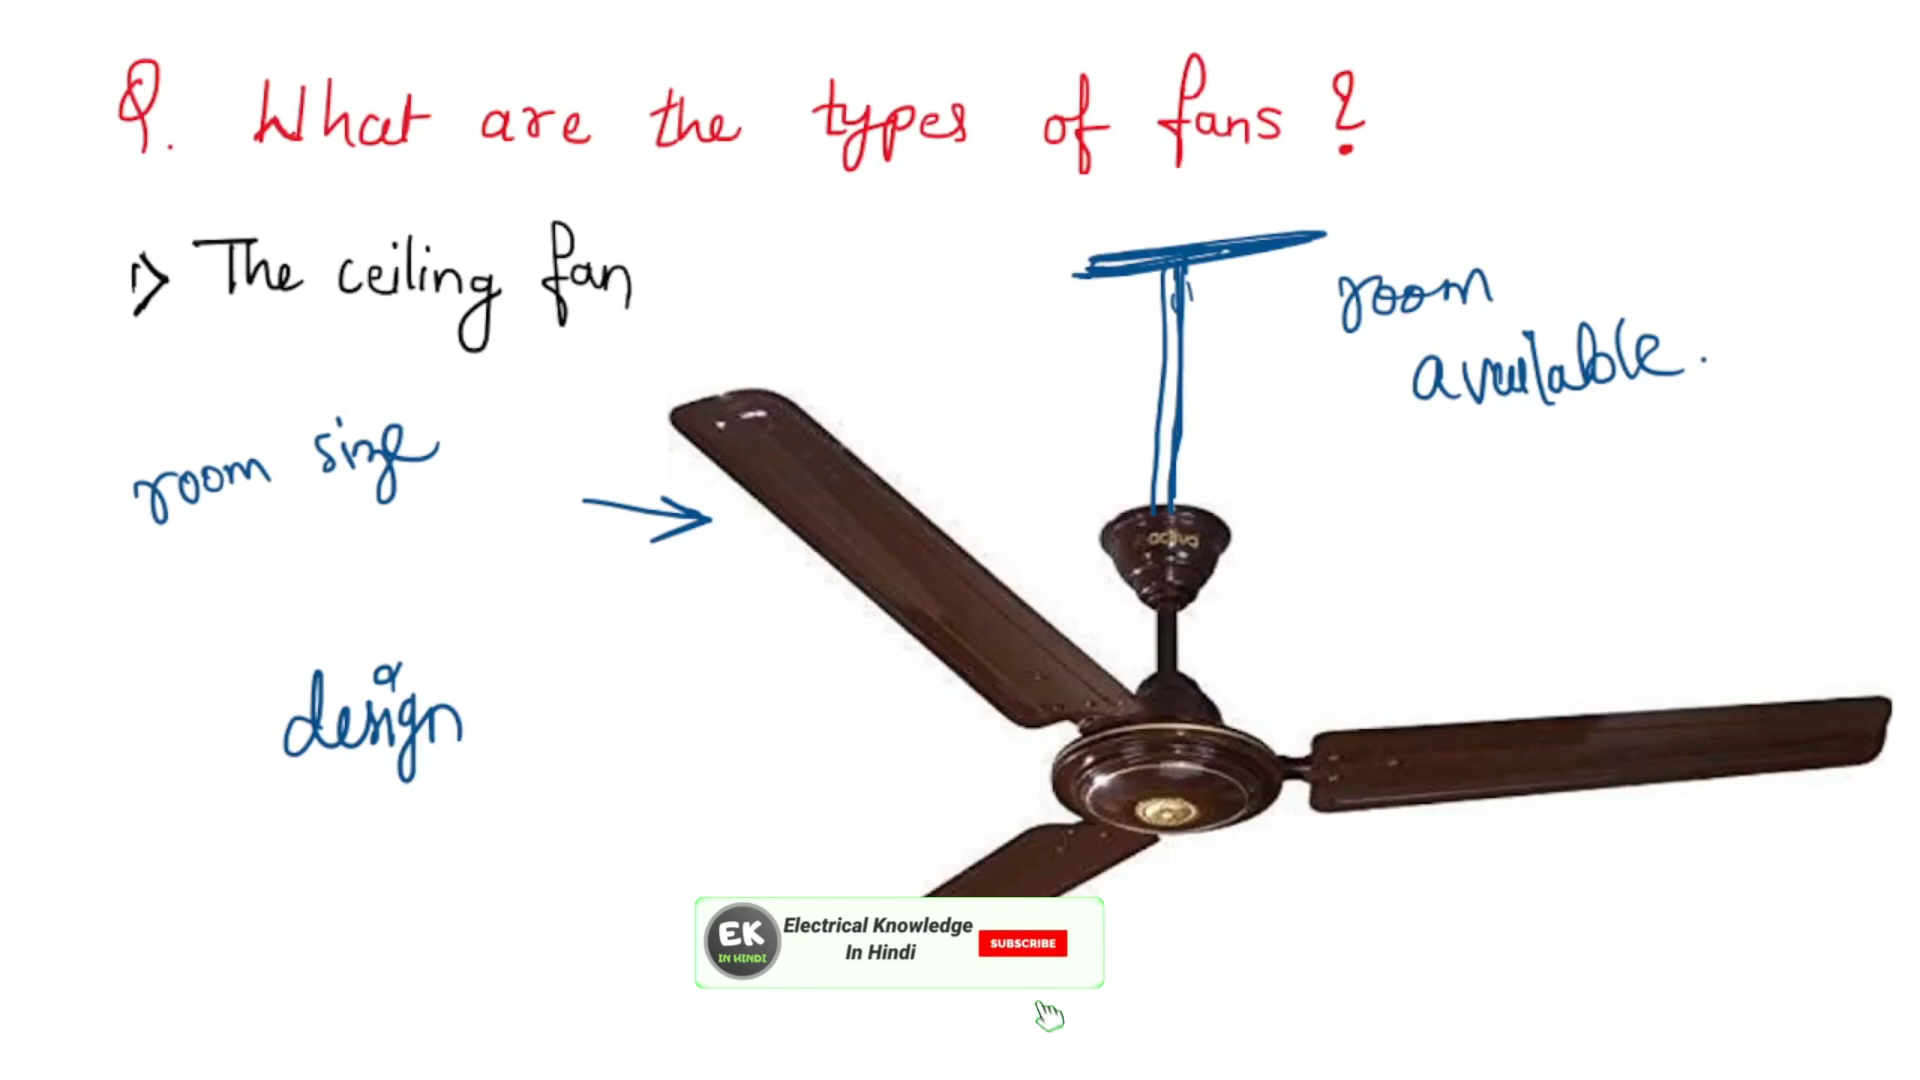 Q. What are the types of fans?
1> The ceiling fan
room
available.
room size
&
design
activa
EK
IN HINDI
Electrical Knowledge
In Hindi
SUBSCRIBE